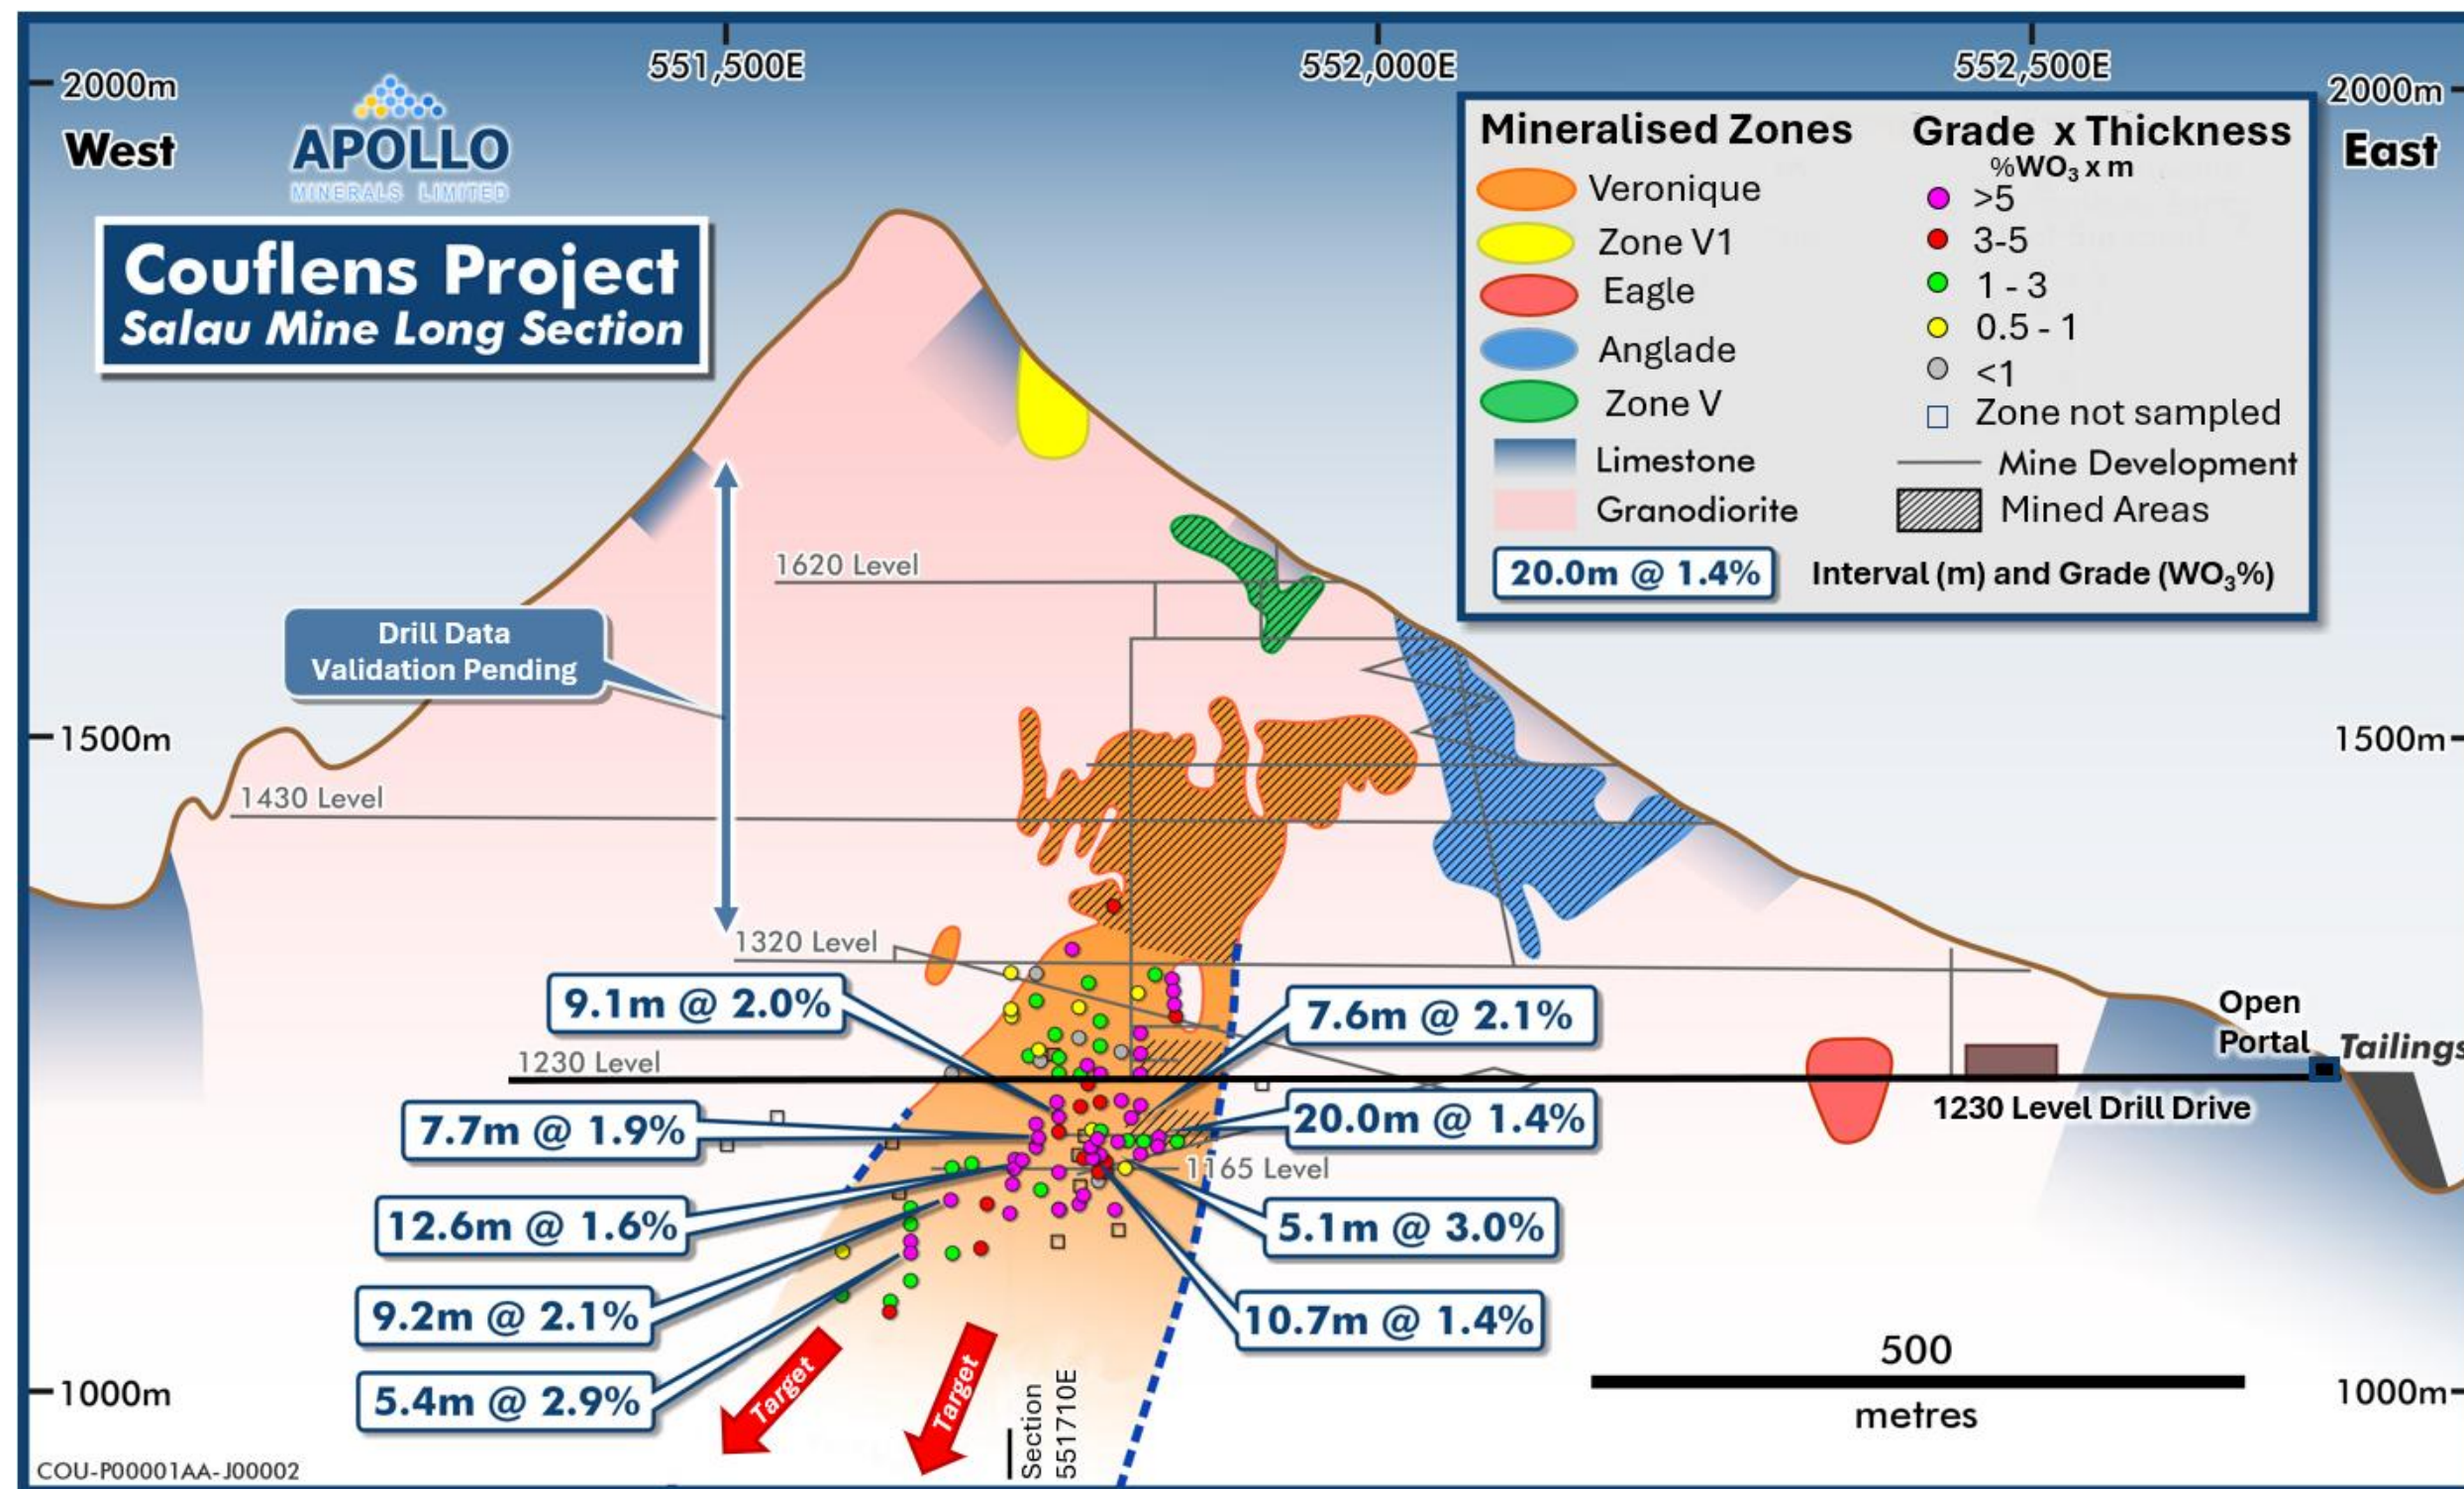 551,500E
552,000E
552,500E
2000m
2000m
West
East
APOLLO
MINERALS LIMITED
Couflens Project
Salau Mine Long Section
Mineralised Zones
Veronique
Zone V1
Eagle
Anglade
Zone V
Limestone
Granodiorite
20.0m @ 1.4%
Interval (m) and Grade (WO₃%)
Grade x Thickness
%WO₃ x m
>5
3-5
1 - 3
0.5 - 1
<1
Zone not sampled
Mine Development
Mined Areas
1620 Level
Drill Data
Validation Pending
1500m
1500m
1430 Level
1320 Level
9.1m @ 2.0%
7.6m @ 2.1%
Open
Portal
Tailings
1230 Level
1230 Level Drill Drive
7.7m @ 1.9%
20.0m @ 1.4%
1165 Level
12.6m @ 1.6%
5.1m @ 3.0%
9.2m @ 2.1%
10.7m @ 1.4%
5.4m @ 2.9%
Target
Target
Section
551710E
500
metres
1000m
1000m
COU-P00001AA-J00002